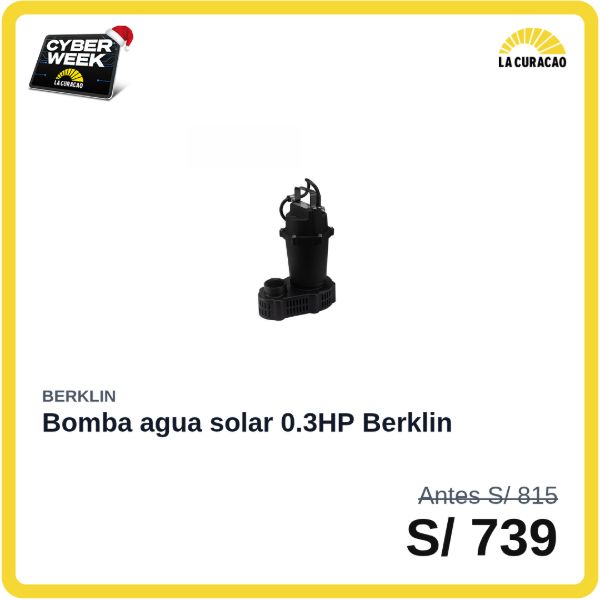 CYBER
WEEK
LA CURACAO
LA CURACAO
BERKLIN
Bomba agua solar 0.3HP Berklin
Antes S/ 815
S/ 739